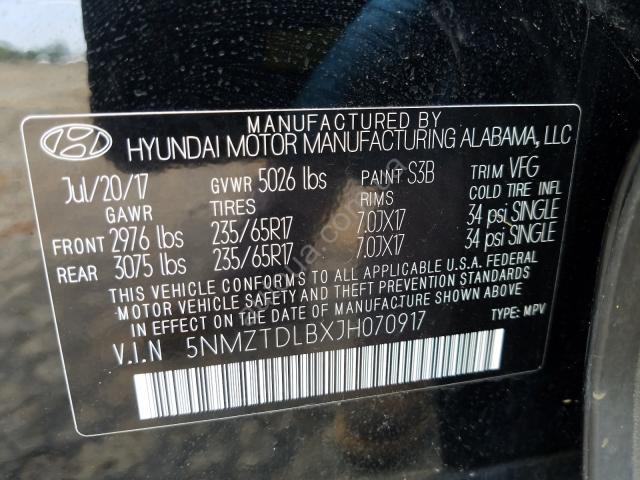 MANUFACTURED BY
HYUNDAI MOTOR MANUFACTURING ALABAMA, LLC
Jul/20/17 GVWR 5026 lbs PAINT S3B TRIM VFG
GAWR TIRES RIMS COLD TIRE INFL
FRONT 2976 lbs 235/65R17 7.0JX17 34 psi SINGLE
REAR 3075 lbs 235/65R17 7.0JX17 34 psi SINGLE
THIS VEHICLE CONFORMS TO ALL APPLICABLE U.S.A. FEDERAL
MOTOR VEHICLE SAFETY AND THEFT PREVENTION STANDARDS
IN EFFECT ON THE DATE OF MANUFACTURE SHOWN ABOVE.
V.I.N 5NMZTDLBXJH070917 TYPE: MPV